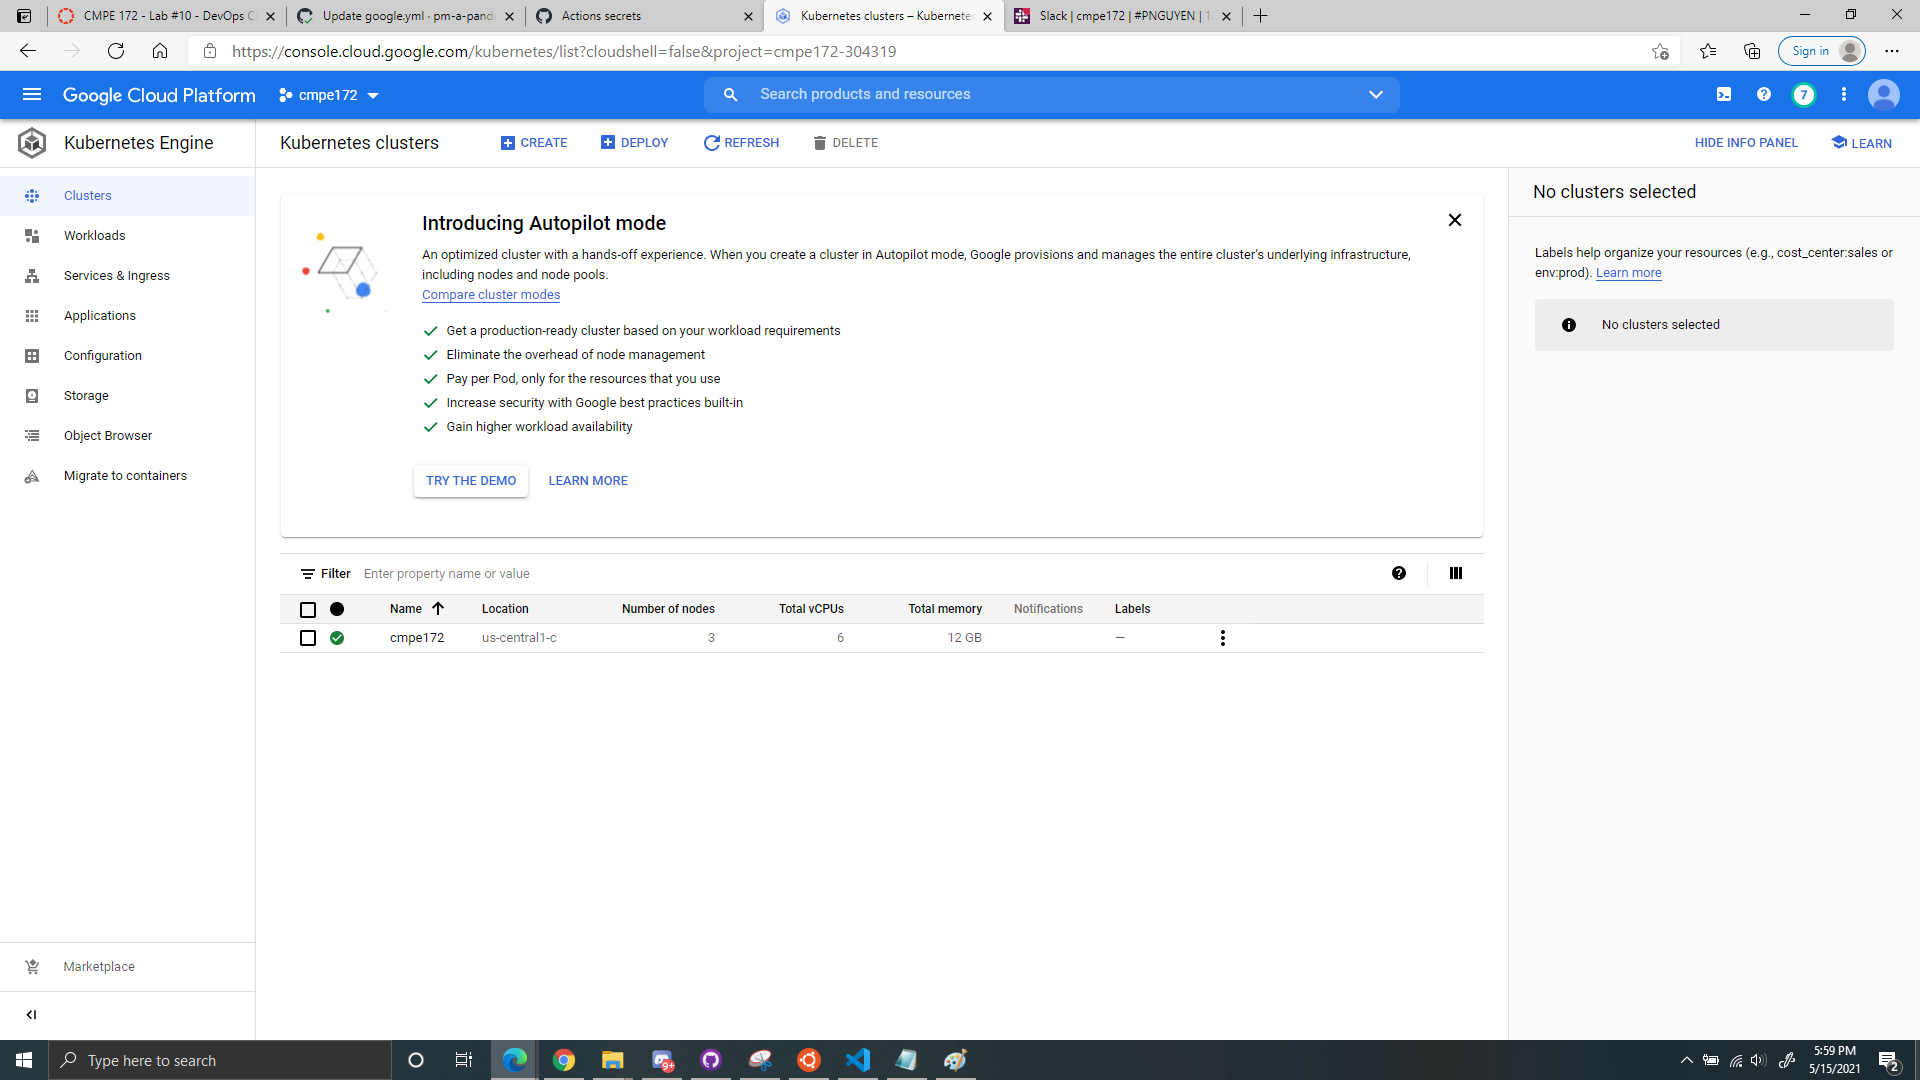 CMPE 172 - Lab #10 - DevOps C
Update google.yml · pm-a-pand
Actions secrets
Kubernetes clusters – Kubernete
Slack | cmpe172 | #PNGUYEN | 1
https://console.cloud.google.com/kubernetes/list?cloudshell=false&project=cmpe172-304319
Sign in
Google Cloud Platform
cmpe172
Search products and resources
7
Kubernetes Engine
Kubernetes clusters
CREATE
DEPLOY
REFRESH
DELETE
HIDE INFO PANEL
LEARN
Clusters
Workloads
Services & Ingress
Applications
Configuration
Storage
Object Browser
Migrate to containers
Marketplace
Introducing Autopilot mode
An optimized cluster with a hands-off experience. When you create a cluster in Autopilot mode, Google provisions and manages the entire cluster's underlying infrastructure,
including nodes and node pools.
Compare cluster modes
Get a production-ready cluster based on your workload requirements
Eliminate the overhead of node management
Pay per Pod, only for the resources that you use
Increase security with Google best practices built-in
Gain higher workload availability
TRY THE DEMO
LEARN MORE
Filter Enter property name or value
Name Location Number of nodes Total vCPUs Total memory Notifications Labels
cmpe172 us-central1-c 3 6 12 GB —
No clusters selected
Labels help organize your resources (e.g., cost_center:sales or
env:prod). Learn more
No clusters selected
Type here to search
9+
5:59 PM
5/15/2021
2